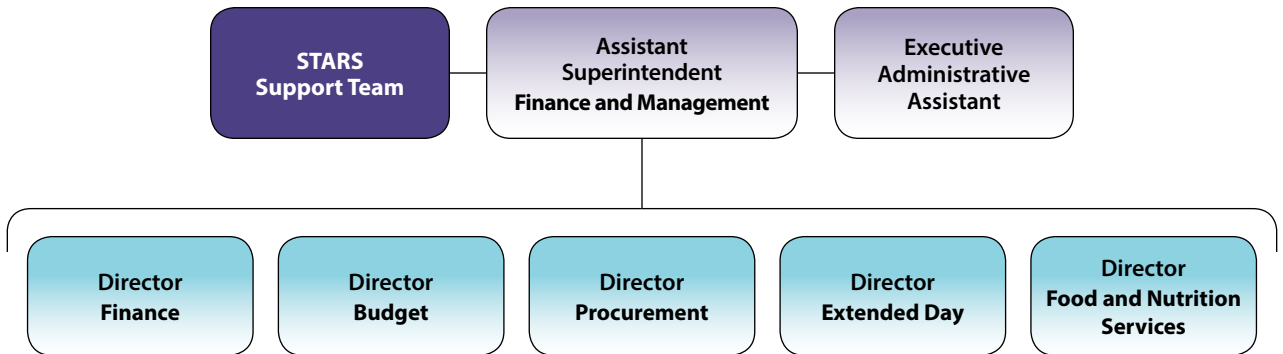 STARS
Support Team
Assistant
Superintendent
Finance and Management
Executive
Administrative
Assistant
Director
Finance
Director
Budget
Director
Procurement
Director
Extended Day
Director
Food and Nutrition
Services